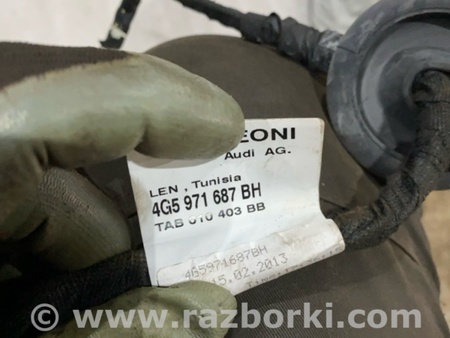 EONI
Audi AG.
LEN , Tunisia
4G5 971 687 BH
TAB 010 403 BB
4G5971687BH
15.02.2013
www.razborki.com